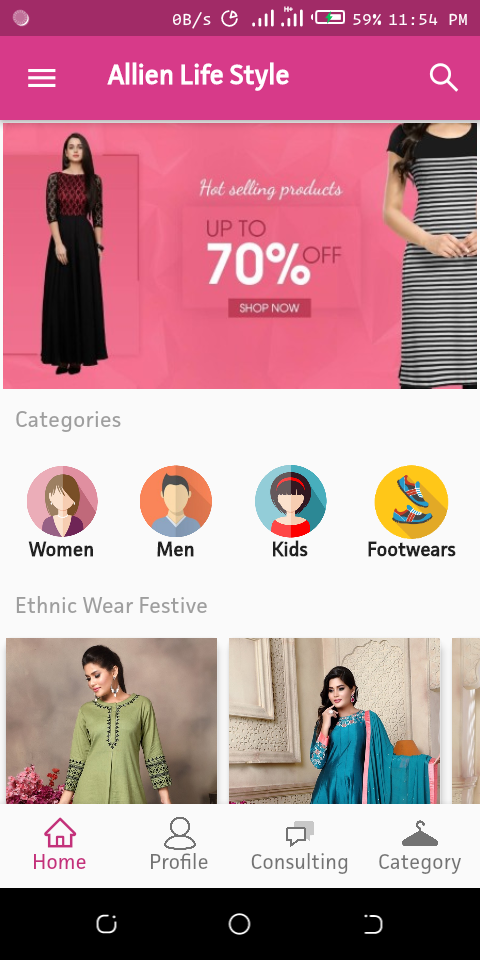 0B/s H+ 59% 11:54 PM
Allien Life Style
Hot selling products
UP TO
70% OFF
SHOP NOW
Categories
Women Men Kids Footwears
Ethnic Wear Festive
Home Profile Consulting Category